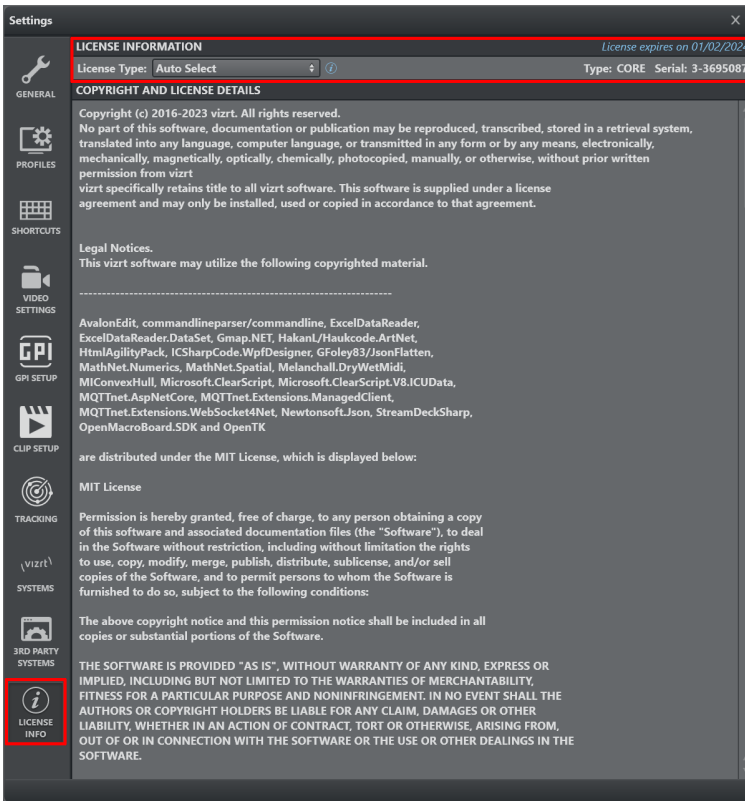 Settings
LICENSE INFORMATION
License expires on 01/02/2024
License Type: Auto Select
Type: CORE Serial: 3-3695087
GENERAL
PROFILES
SHORTCUTS
VIDEO
SETTINGS
GPI
GPI SETUP
CLIP SETUP
TRACKING
vizrt
SYSTEMS
3RD PARTY
SYSTEMS
LICENSE
INFO
COPYRIGHT AND LICENSE DETAILS
Copyright (c) 2016-2023 vizrt. All rights reserved.
No part of this software, documentation or publication may be reproduced, transcribed, stored in a retrieval system,
translated into any language, computer language, or transmitted in any form or by any means, electronically,
mechanically, magnetically, optically, chemically, photocopied, manually, or otherwise, without prior written
permission from vizrt
vizrt specifically retains title to all vizrt software. This software is supplied under a license
agreement and may only be installed, used or copied in accordance to that agreement.
Legal Notices.
This vizrt software may utilize the following copyrighted material.
----------------------------------------------------------------------
AvalonEdit, commandlineparser/commandline, ExcelDataReader,
ExcelDataReader.DataSet, Gmap.NET, HakanL/Haukcode.ArtNet,
HtmlAgilityPack, ICSharpCode.WpfDesigner, GFoley83/JsonFlatten,
MathNet.Numerics, MathNet.Spatial, Melanchall.DryWetMidi,
MIConvexHull, Microsoft.ClearScript, Microsoft.ClearScript.V8.ICUData,
MQTTnet.AspNetCore, MQTTnet.Extensions.ManagedClient,
MQTTnet.Extensions.WebSocket4Net, Newtonsoft.Json, StreamDeckSharp,
OpenMacroBoard.SDK and OpenTK
are distributed under the MIT License, which is displayed below:
MIT License
Permission is hereby granted, free of charge, to any person obtaining a copy
of this software and associated documentation files (the "Software"), to deal
in the Software without restriction, including without limitation the rights
to use, copy, modify, merge, publish, distribute, sublicense, and/or sell
copies of the Software, and to permit persons to whom the Software is
furnished to do so, subject to the following conditions:
The above copyright notice and this permission notice shall be included in all
copies or substantial portions of the Software.
THE SOFTWARE IS PROVIDED "AS IS", WITHOUT WARRANTY OF ANY KIND, EXPRESS OR
IMPLIED, INCLUDING BUT NOT LIMITED TO THE WARRANTIES OF MERCHANTABILITY,
FITNESS FOR A PARTICULAR PURPOSE AND NONINFRINGEMENT. IN NO EVENT SHALL THE
AUTHORS OR COPYRIGHT HOLDERS BE LIABLE FOR ANY CLAIM, DAMAGES OR OTHER
LIABILITY, WHETHER IN AN ACTION OF CONTRACT, TORT OR OTHERWISE, ARISING FROM,
OUT OF OR IN CONNECTION WITH THE SOFTWARE OR THE USE OR OTHER DEALINGS IN THE
SOFTWARE.